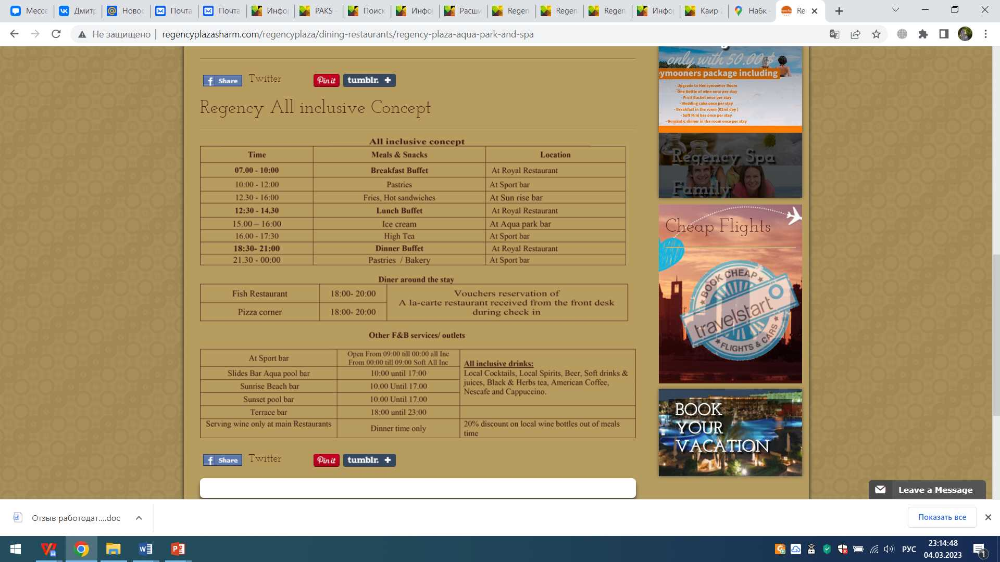 Мессе
Дмитр
Новос
Почта
Почта
Инфор
PAKS -
Поиск
Инфор
Расши
Regen
Regen
Regen
Инфор
Каир 2
Набк -
Re
Не защищено
regencyplazasharm.com/regencyplaza/dining-restaurants/regency-plaza-aqua-park-and-spa
Share Twitter Pin it tumblr. +
Regency All inclusive Concept
All inclusive concept
Time Meals & Snacks Location
07.00 - 10:00 Breakfast Buffet At Royal Restaurant
10:00 - 12:00 Pastries At Sport bar
12.30 - 16:00 Fries, Hot sandwiches At Sun rise bar
12:30 - 14.30 Lunch Buffet At Royal Restaurant
15.00 – 16:00 Ice cream At Aqua park bar
16.00 - 17:30 High Tea At Sport bar
18:30- 21:00 Dinner Buffet At Royal Restaurant
21.30 - 00:00 Pastries / Bakery At Sport bar
Diner around the stay
Fish Restaurant 18:00- 20:00
Pizza corner 18:00- 20:00
Vouchers reservation of
A la-carte restaurant received from the front desk
during check in
Other F&B services/ outlets
At Sport bar
Open From 09:00 till 00:00 all Inc
From 00:00 till 09:00 Soft All Inc
Slides Bar Aqua pool bar 10:00 until 17:00
Sunrise Beach bar 10.00 Until 17.00
Sunset pool bar 10.00 Until 17.00
All inclusive drinks:
Local Cocktails, Local Spirits, Beer, Soft drinks &
juices, Black & Herbs tea, American Coffee,
Nescafe and Cappuccino.
Terrace bar 18:00 until 23:00
Serving wine only at main Restaurants Dinner time only
20% discount on local wine bottles out of meals
time
Share Twitter Pin it tumblr. +
only with 50.00 $
eymooners package including
- Upgrade to Honeymooner Room
- One Bottle of wine once per stay
- Fruit Basket once per stay
- Wedding cake once per stay
- Breakfast in the room (02nd day )
- Soft Mini bar once per stay
- Romantic dinner in the room once per stay
Regency Spa
Family
Cheap Flights
BOOK CHEAP
travelstart
FLIGHTS & CARS
BOOK
YOUR
VACATION
Leave a Message
Отзыв работодат....doc
Показать все
РУС
23:14:48
04.03.2023
1